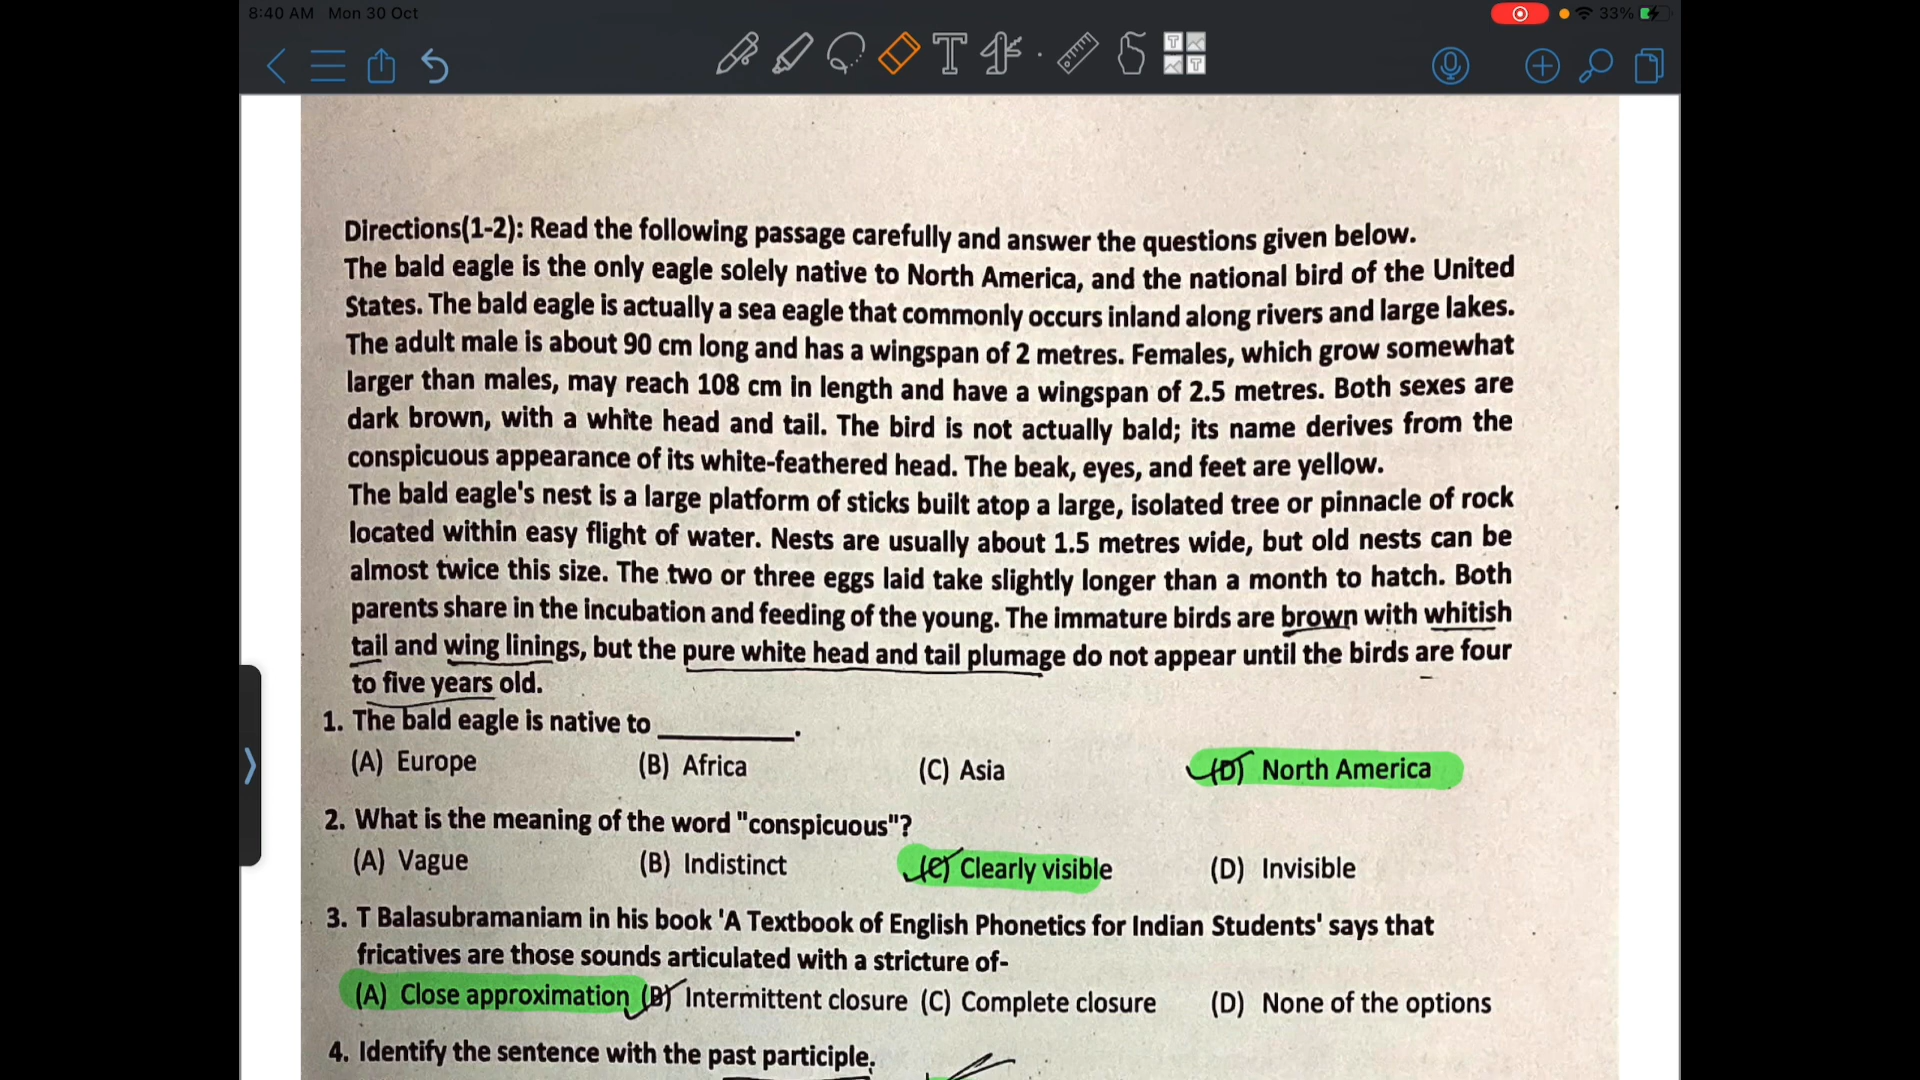 8:40 AM Mon 30 Oct
33%
Directions(1-2): Read the following passage carefully and answer the questions given below.
The bald eagle is the only eagle solely native to North America, and the national bird of the United
States. The bald eagle is actually a sea eagle that commonly occurs inland along rivers and large lakes.
The adult male is about 90 cm long and has a wingspan of 2 metres. Females, which grow somewhat
larger than males, may reach 108 cm in length and have a wingspan of 2.5 metres. Both sexes are
dark brown, with a white head and tail. The bird is not actually bald; its name derives from the
conspicuous appearance of its white-feathered head. The beak, eyes, and feet are yellow.
The bald eagle's nest is a large platform of sticks built atop a large, isolated tree or pinnacle of rock
located within easy flight of water. Nests are usually about 1.5 metres wide, but old nests can be
almost twice this size. The two or three eggs laid take slightly longer than a month to hatch. Both
parents share in the incubation and feeding of the young. The immature birds are brown with whitish
tail and wing linings, but the pure white head and tail plumage do not appear until the birds are four
to five years old.
1. The bald eagle is native to __________.
(A) Europe (B) Africa (C) Asia (D) North America
2. What is the meaning of the word "conspicuous"?
(A) Vague (B) Indistinct (C) Clearly visible (D) Invisible
3. T Balasubramaniam in his book 'A Textbook of English Phonetics for Indian Students' says that
fricatives are those sounds articulated with a stricture of-
(A) Close approximation (B) Intermittent closure (C) Complete closure (D) None of the options
4. Identify the sentence with the past participle.